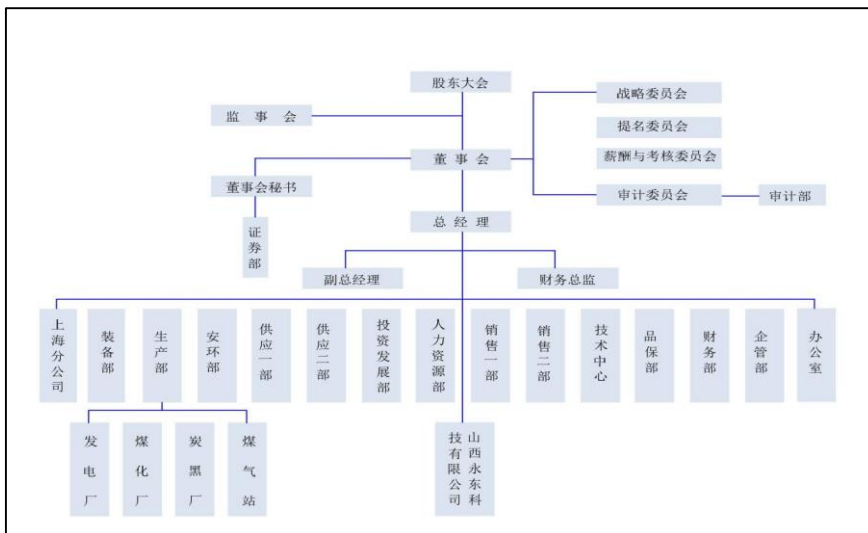 股东大会
监 事 会
战略委员会
提名委员会
董 事 会
薪酬与考核委员会
董事会秘书
审计委员会
审计部
总 经 理
证券部
副总经理
财务总监
上海分公司
装备部
生产部
安环部
供应一部
供应二部
投资发展部
人力资源部
销售一部
销售二部
技术中心
品保部
财务部
企管部
办公室
发电厂
煤化厂
炭黑厂
煤气站
山西永东科技有限公司